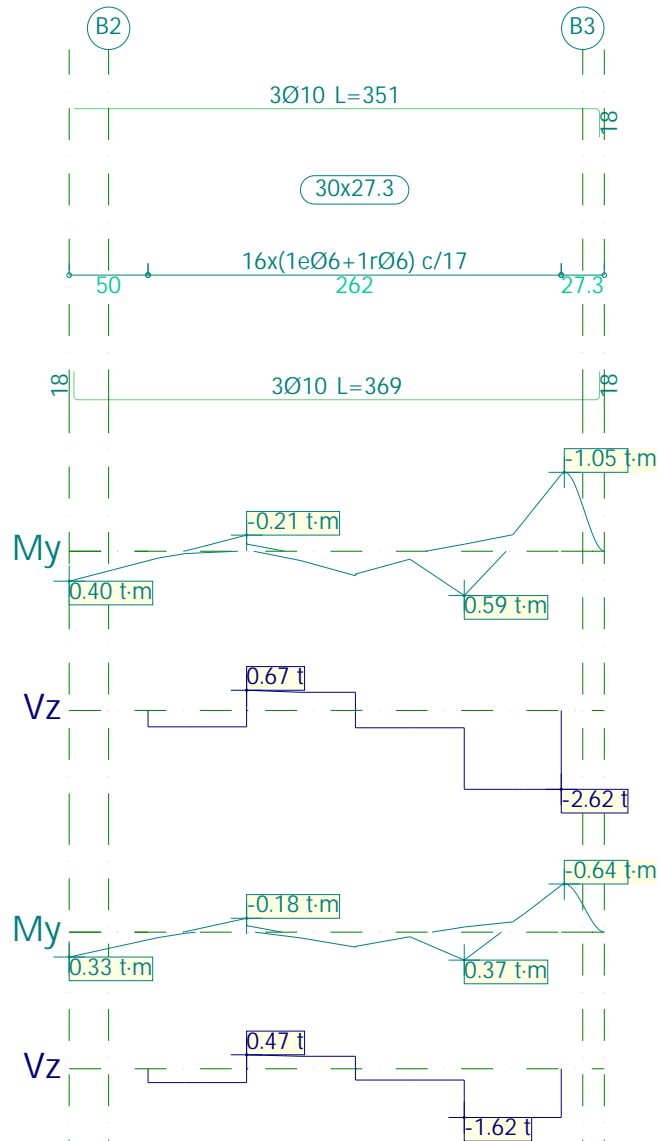 B2
B3
3Ø10 L=351
18
30x27.3
16x(1eØ6+1rØ6) c/17
50
262
27.3
18
3Ø10 L=369
18
-1.05 t·m
-0.21 t·m
My
0.40 t·m
0.59 t·m
0.67 t
Vz
-2.62 t
-0.64 t·m
-0.18 t·m
My
0.33 t·m
0.37 t·m
0.47 t
Vz
-1.62 t